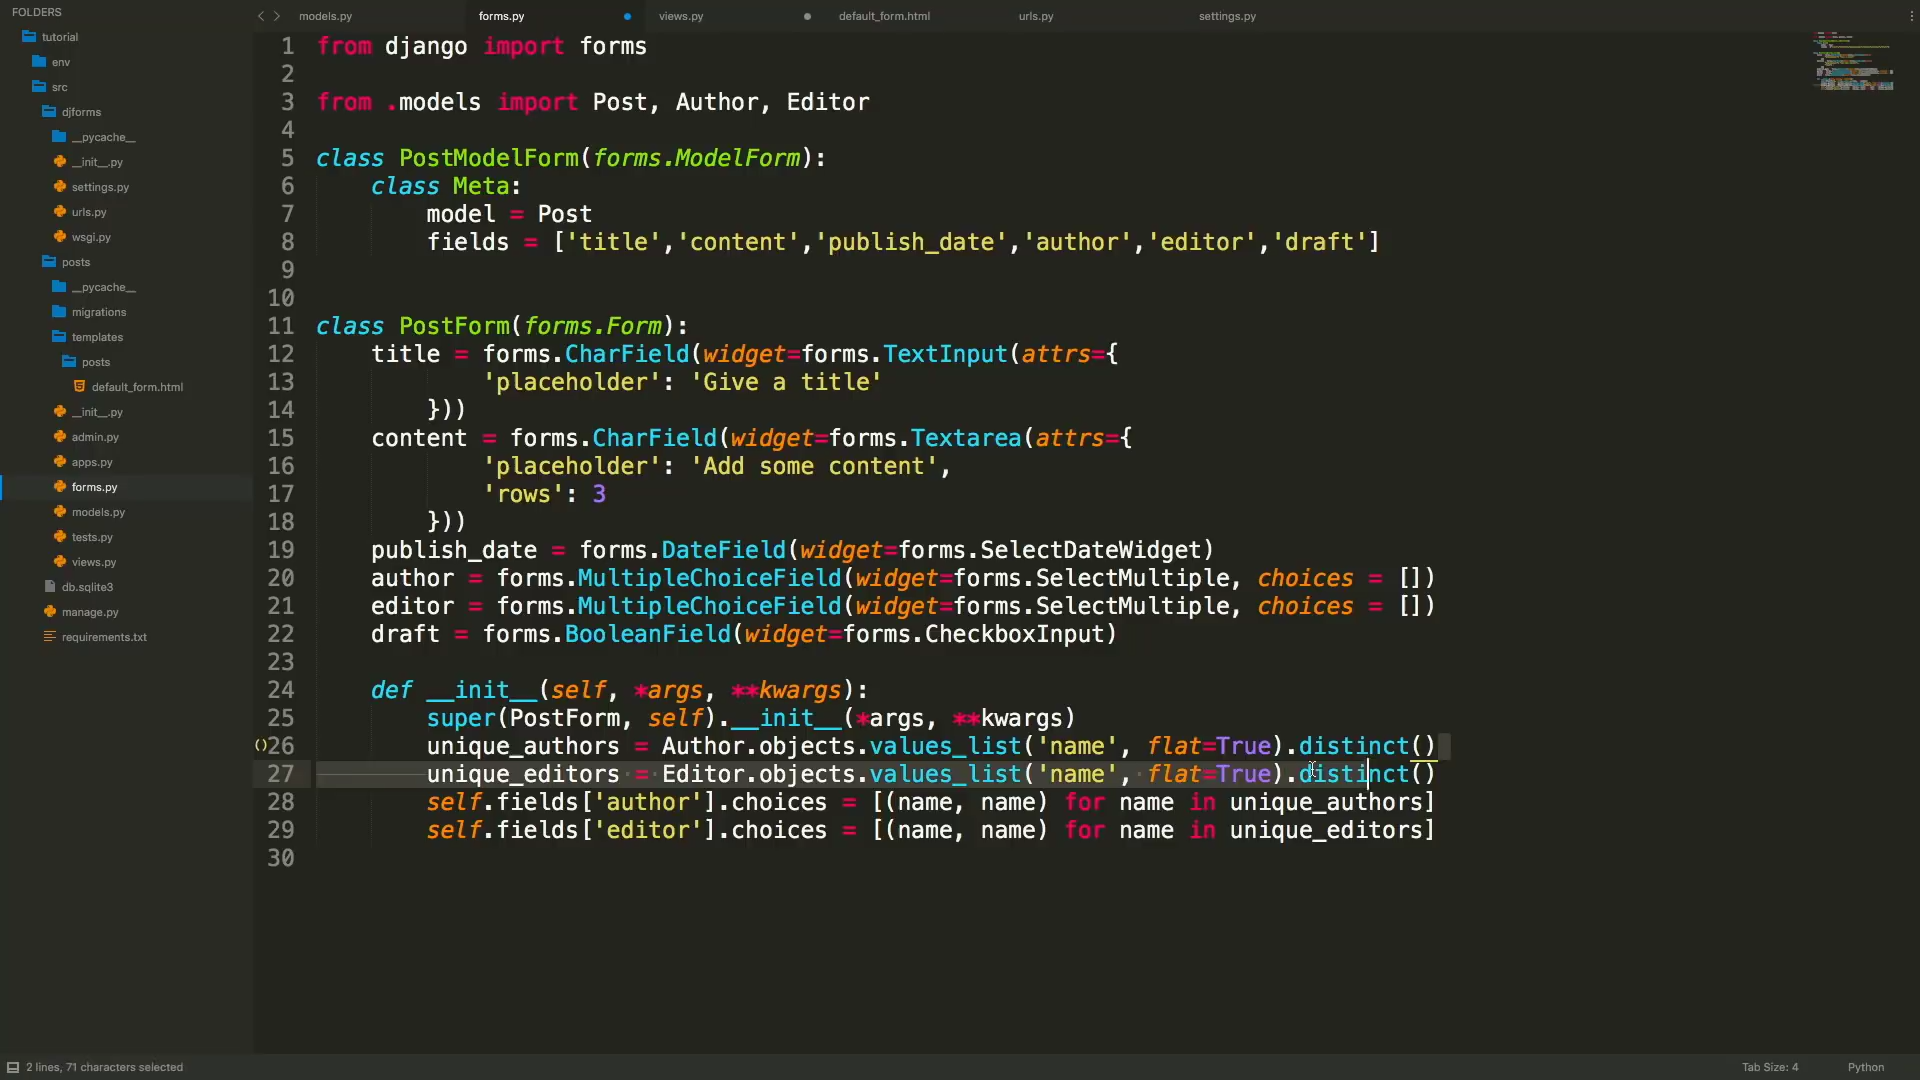 FOLDERS
tutorial
env
src
djforms
__pycache__
__init__.py
settings.py
urls.py
wsgi.py
posts
__pycache__
migrations
templates
posts
default_form.html
__init__.py
admin.py
apps.py
forms.py
models.py
tests.py
views.py
db.sqlite3
manage.py
requirements.txt
models.py forms.py views.py default_form.html urls.py settings.py
1 from django import forms
2
3 from .models import Post, Author, Editor
4
5 class PostModelForm(forms.ModelForm):
6     class Meta:
7         model = Post
8         fields = ['title','content','publish_date','author','editor','draft']
9
10
11 class PostForm(forms.Form):
12     title = forms.CharField(widget=forms.TextInput(attrs={
13             'placeholder': 'Give a title'
14         }))
15     content = forms.CharField(widget=forms.Textarea(attrs={
16             'placeholder': 'Add some content',
17             'rows': 3
18         }))
19     publish_date = forms.DateField(widget=forms.SelectDateWidget)
20     author = forms.MultipleChoiceField(widget=forms.SelectMultiple, choices = [])
21     editor = forms.MultipleChoiceField(widget=forms.SelectMultiple, choices = [])
22     draft = forms.BooleanField(widget=forms.CheckboxInput)
23
24     def __init__(self, *args, **kwargs):
25         super(PostForm, self).__init__(*args, **kwargs)
26         unique_authors = Author.objects.values_list('name', flat=True).distinct()
27         unique_editors = Editor.objects.values_list('name', flat=True).distinct()
28         self.fields['author'].choices = [(name, name) for name in unique_authors]
29         self.fields['editor'].choices = [(name, name) for name in unique_editors]
30
2 lines, 71 characters selected
Tab Size: 4 Python